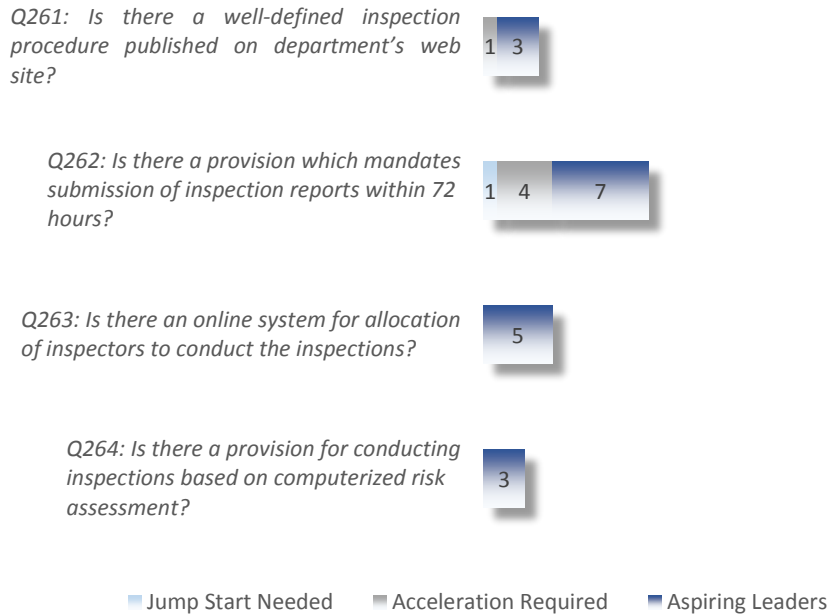 Q261: Is there a well-defined inspection
procedure published on department's web
site?
1 3
Q262: Is there a provision which mandates
submission of inspection reports within 72
hours?
1 4 7
Q263: Is there an online system for allocation
of inspectors to conduct the inspections?
5
Q264: Is there a provision for conducting
inspections based on computerized risk
assessment?
3
Jump Start Needed Acceleration Required Aspiring Leaders